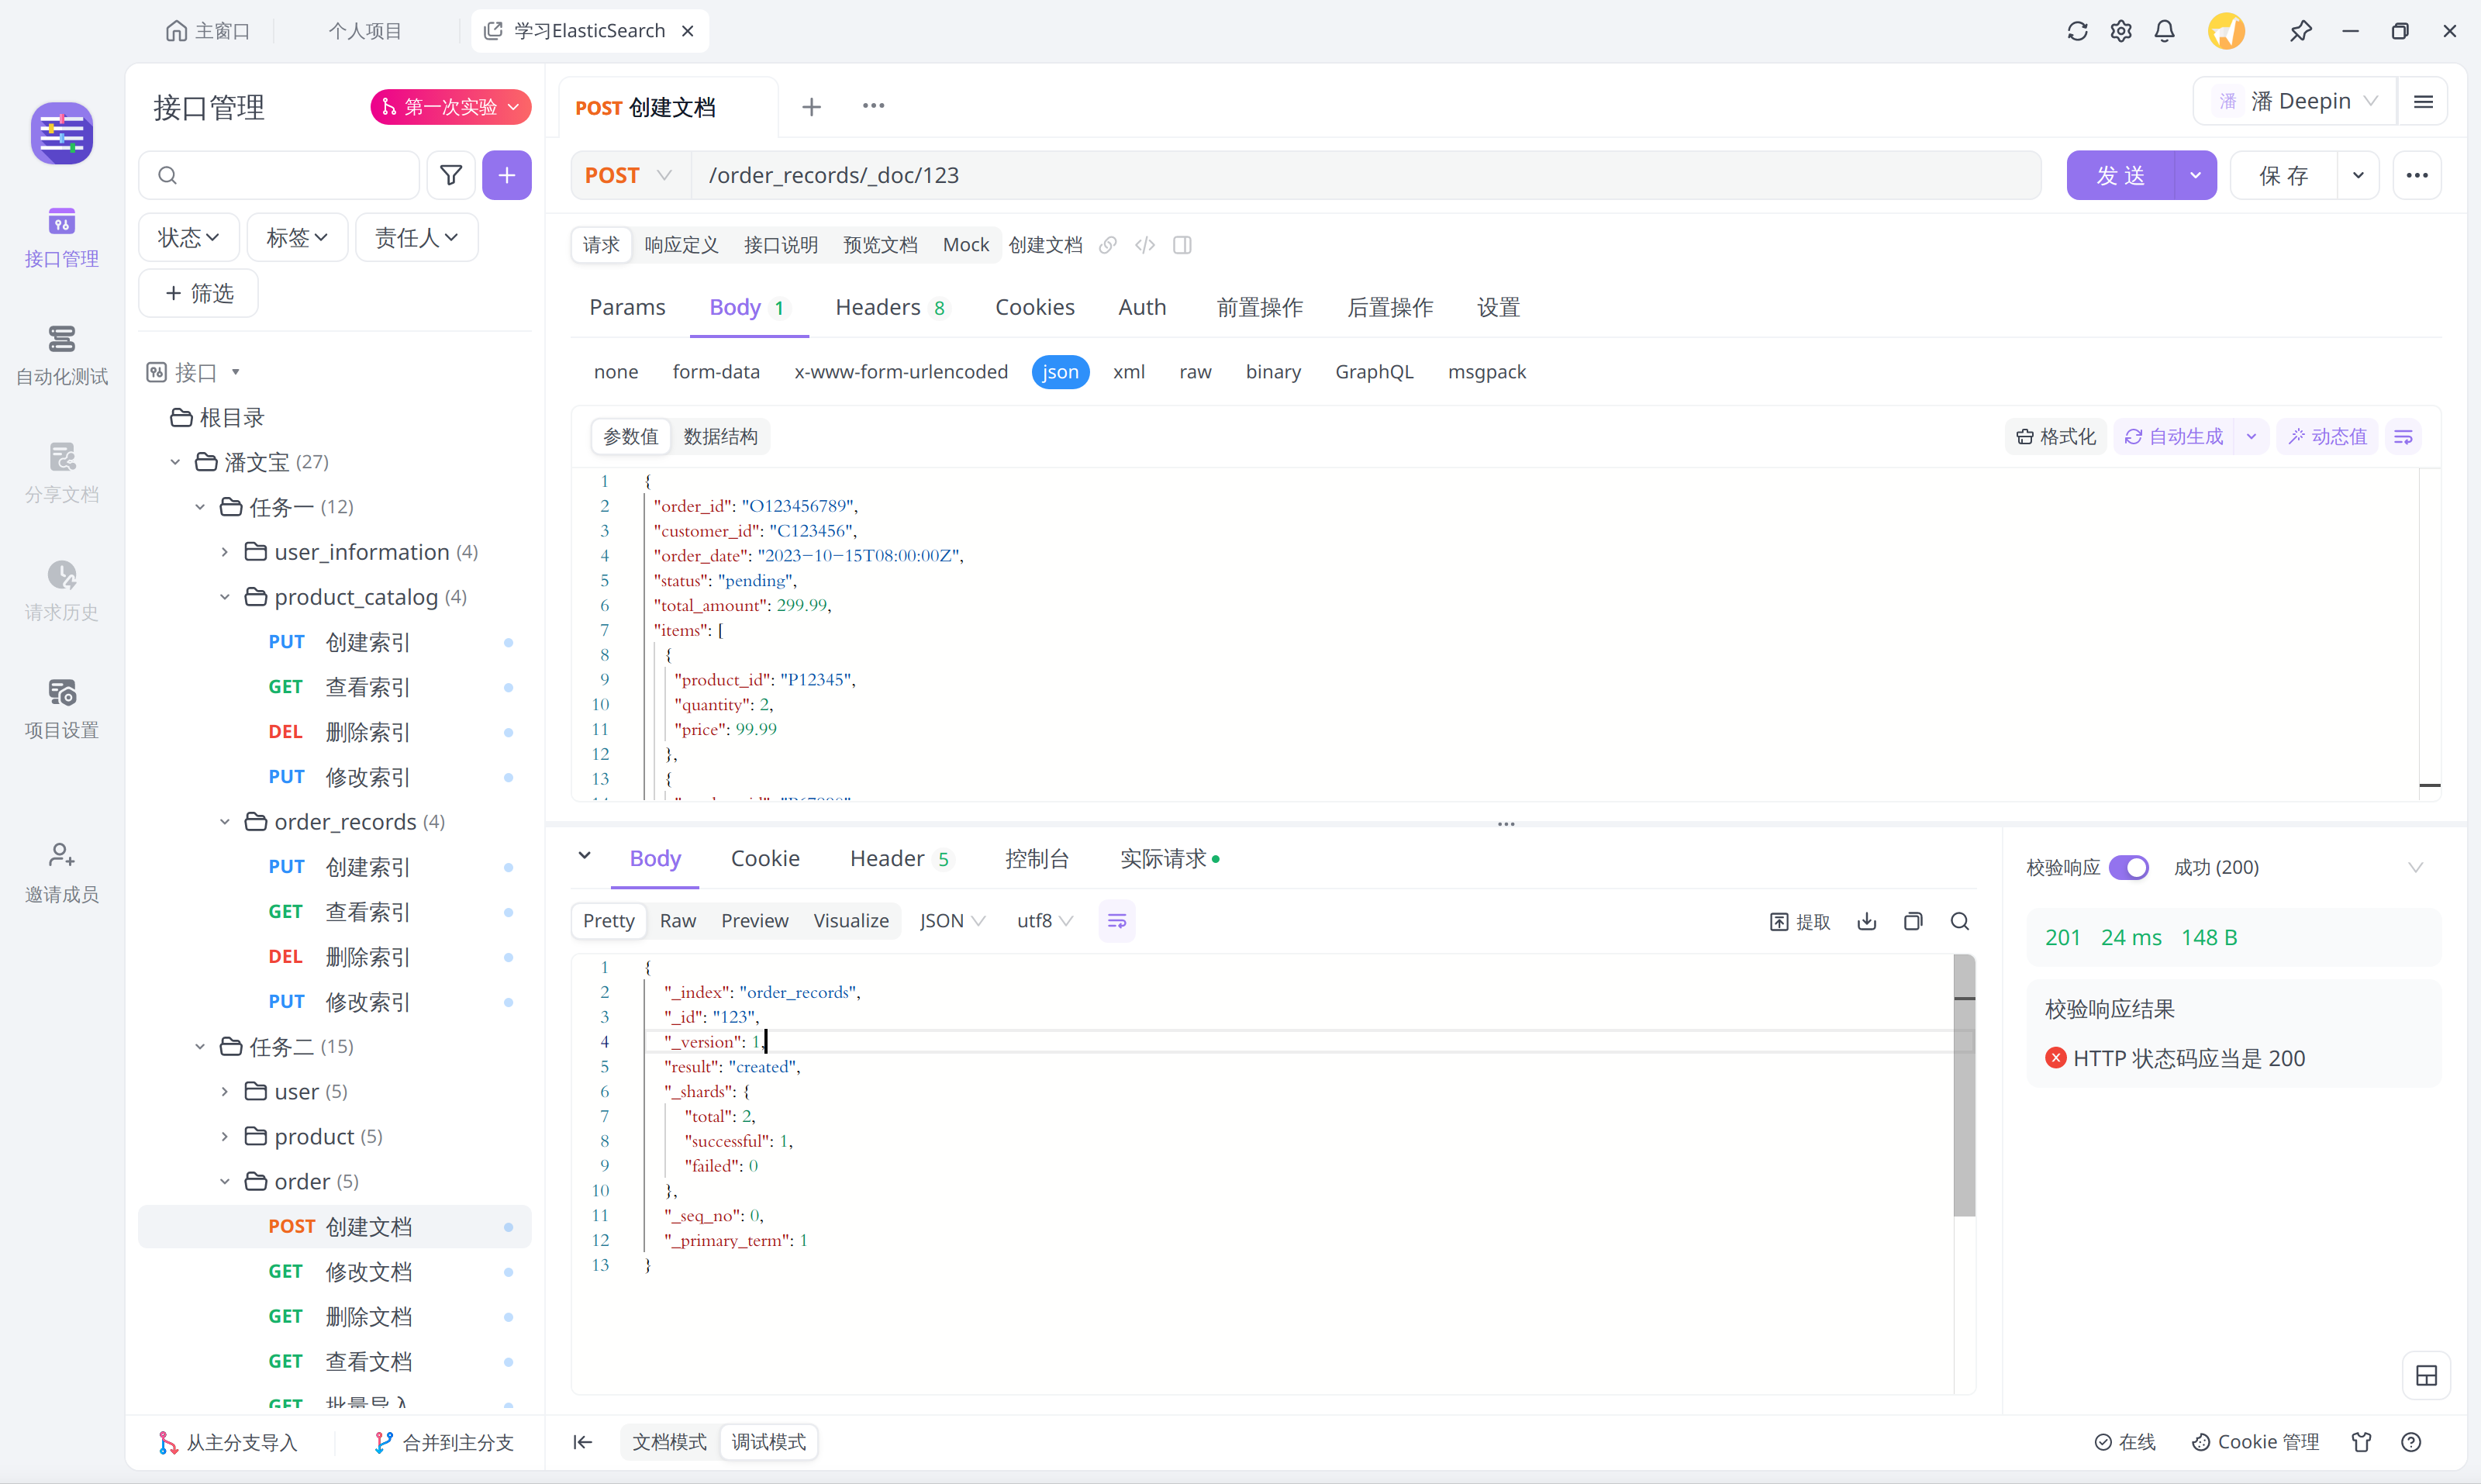 主窗口
个人项目
学习ElasticSearch
接口管理
自动化测试
分享文档
请求历史
项目设置
邀请成员
接口管理
第一次实验
状态
标签
责任人
筛选
接口
根目录
潘文宝 (27)
任务一 (12)
user_information (4)
product_catalog (4)
PUT 创建索引
GET 查看索引
DEL 删除索引
PUT 修改索引
order_records (4)
PUT 创建索引
GET 查看索引
DEL 删除索引
PUT 修改索引
任务二 (15)
user (5)
product (5)
order (5)
POST 创建文档
GET 修改文档
GET 删除文档
GET 查看文档
GET 批量导入
从主分支导入
合并到主分支
POST 创建文档
潘 潘 Deepin
POST /order_records/_doc/123
发 送
保 存
请求 响应定义 接口说明 预览文档 Mock 创建文档
Params Body 1 Headers 8 Cookies Auth 前置操作 后置操作 设置
none form-data x-www-form-urlencoded json xml raw binary GraphQL msgpack
参数值 数据结构
格式化 自动生成 动态值
1 {
2 "order_id": "O123456789",
3 "customer_id": "C123456",
4 "order_date": "2023-10-15T08:00:00Z",
5 "status": "pending",
6 "total_amount": 299.99,
7 "items": [
8 {
9 "product_id": "P12345",
10 "quantity": 2,
11 "price": 99.99
12 },
13 {
Body Cookie Header 5 控制台 实际请求
Pretty Raw Preview Visualize JSON utf8
提取
1 {
2 "_index": "order_records",
3 "_id": "123",
4 "_version": 1,
5 "result": "created",
6 "_shards": {
7 "total": 2,
8 "successful": 1,
9 "failed": 0
10 },
11 "_seq_no": 0,
12 "_primary_term": 1
13 }
校验响应 成功 (200)
201 24 ms 148 B
校验响应结果
HTTP 状态码应当是 200
文档模式 调试模式
在线
Cookie 管理